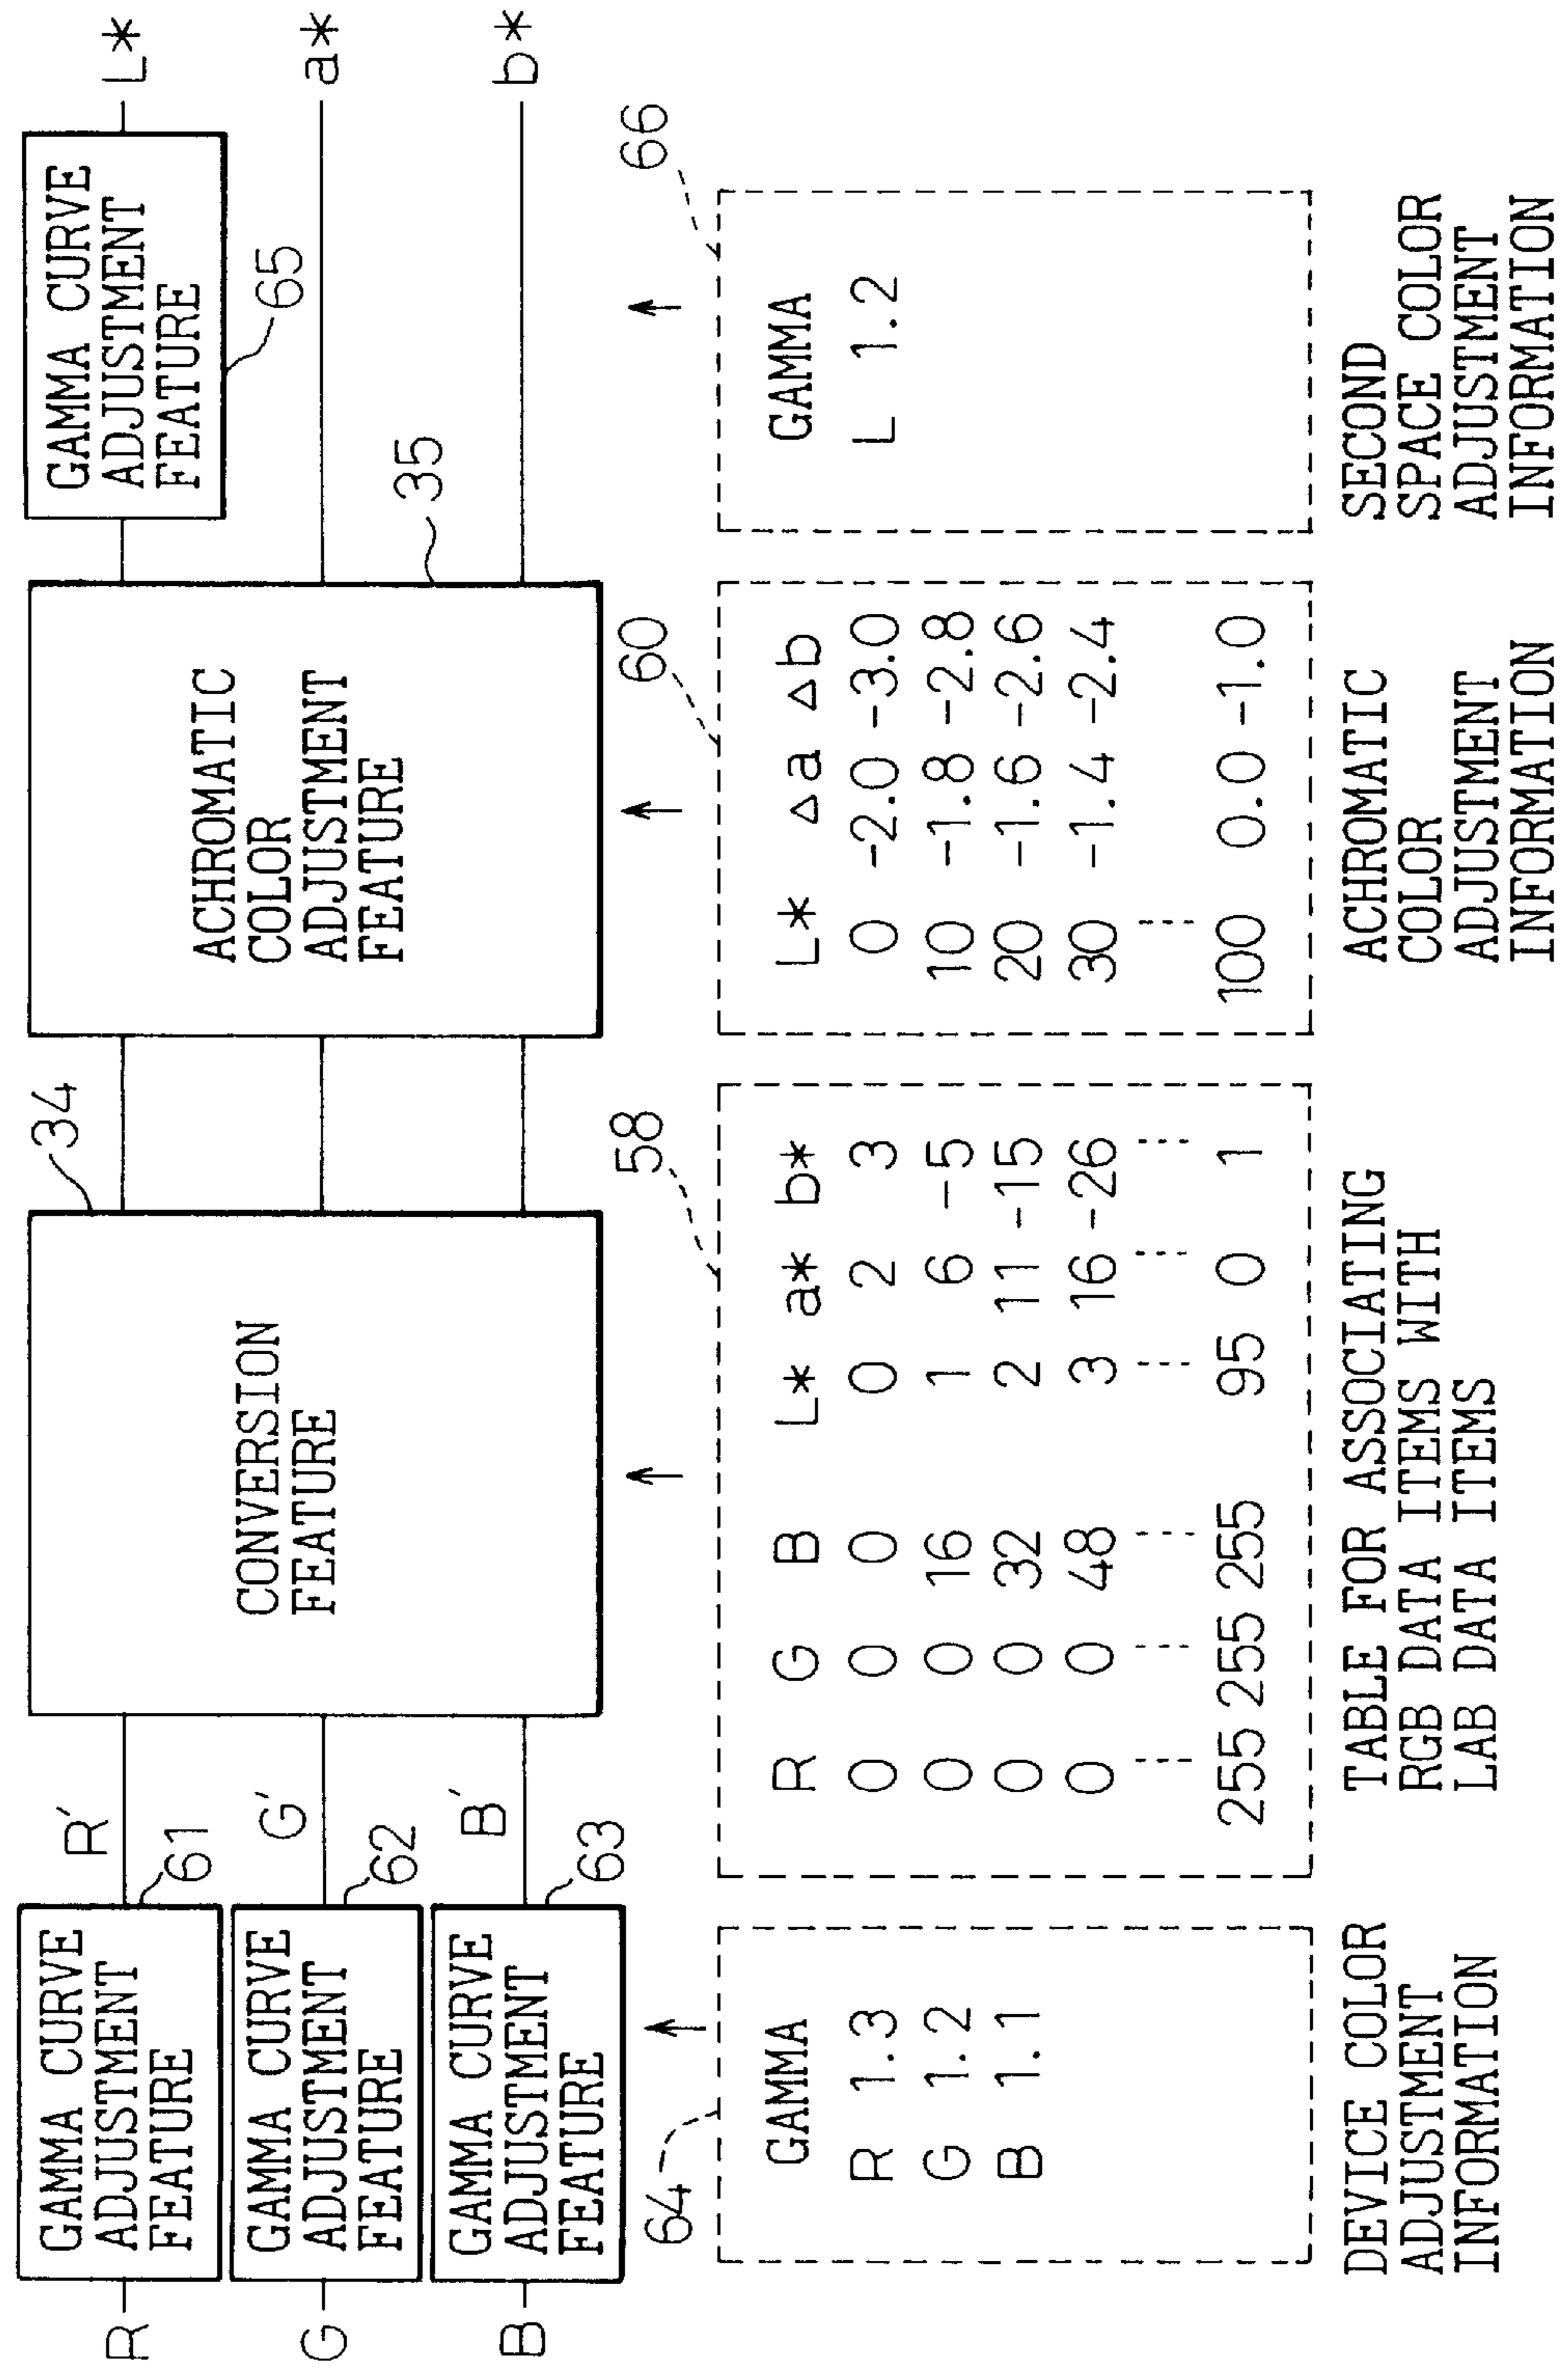 R
G
B
GAMMA CURVE
ADJUSTMENT
FEATURE
61
GAMMA CURVE
ADJUSTMENT
FEATURE
62
GAMMA CURVE
ADJUSTMENT
FEATURE
63
R'
G'
B'
CONVERSION
FEATURE
34
ACHROMATIC
COLOR
ADJUSTMENT
FEATURE
35
GAMMA CURVE
ADJUSTMENT
FEATURE
65
L*
a*
b*
64
GAMMA
R 1.3
G 1.2
B 1.1
DEVICE COLOR
ADJUSTMENT
INFORMATION
58
R G B L* a* b*
0 0 0 0 2 3
0 0 16 1 6 -5
0 0 32 2 11 -15
0 0 48 3 16 -26
255 255 255 95 0 1
TABLE FOR ASSOCIATING
RGB DATA ITEMS WITH
LAB DATA ITEMS
60
L* △a △b
0 -2.0 -3.0
10 -1.8 -2.8
20 -1.6 -2.6
30 -1.4 -2.4
100 0.0 -1.0
ACHROMATIC
COLOR
ADJUSTMENT
INFORMATION
66
GAMMA
L 1.2
SECOND
SPACE COLOR
ADJUSTMENT
INFORMATION